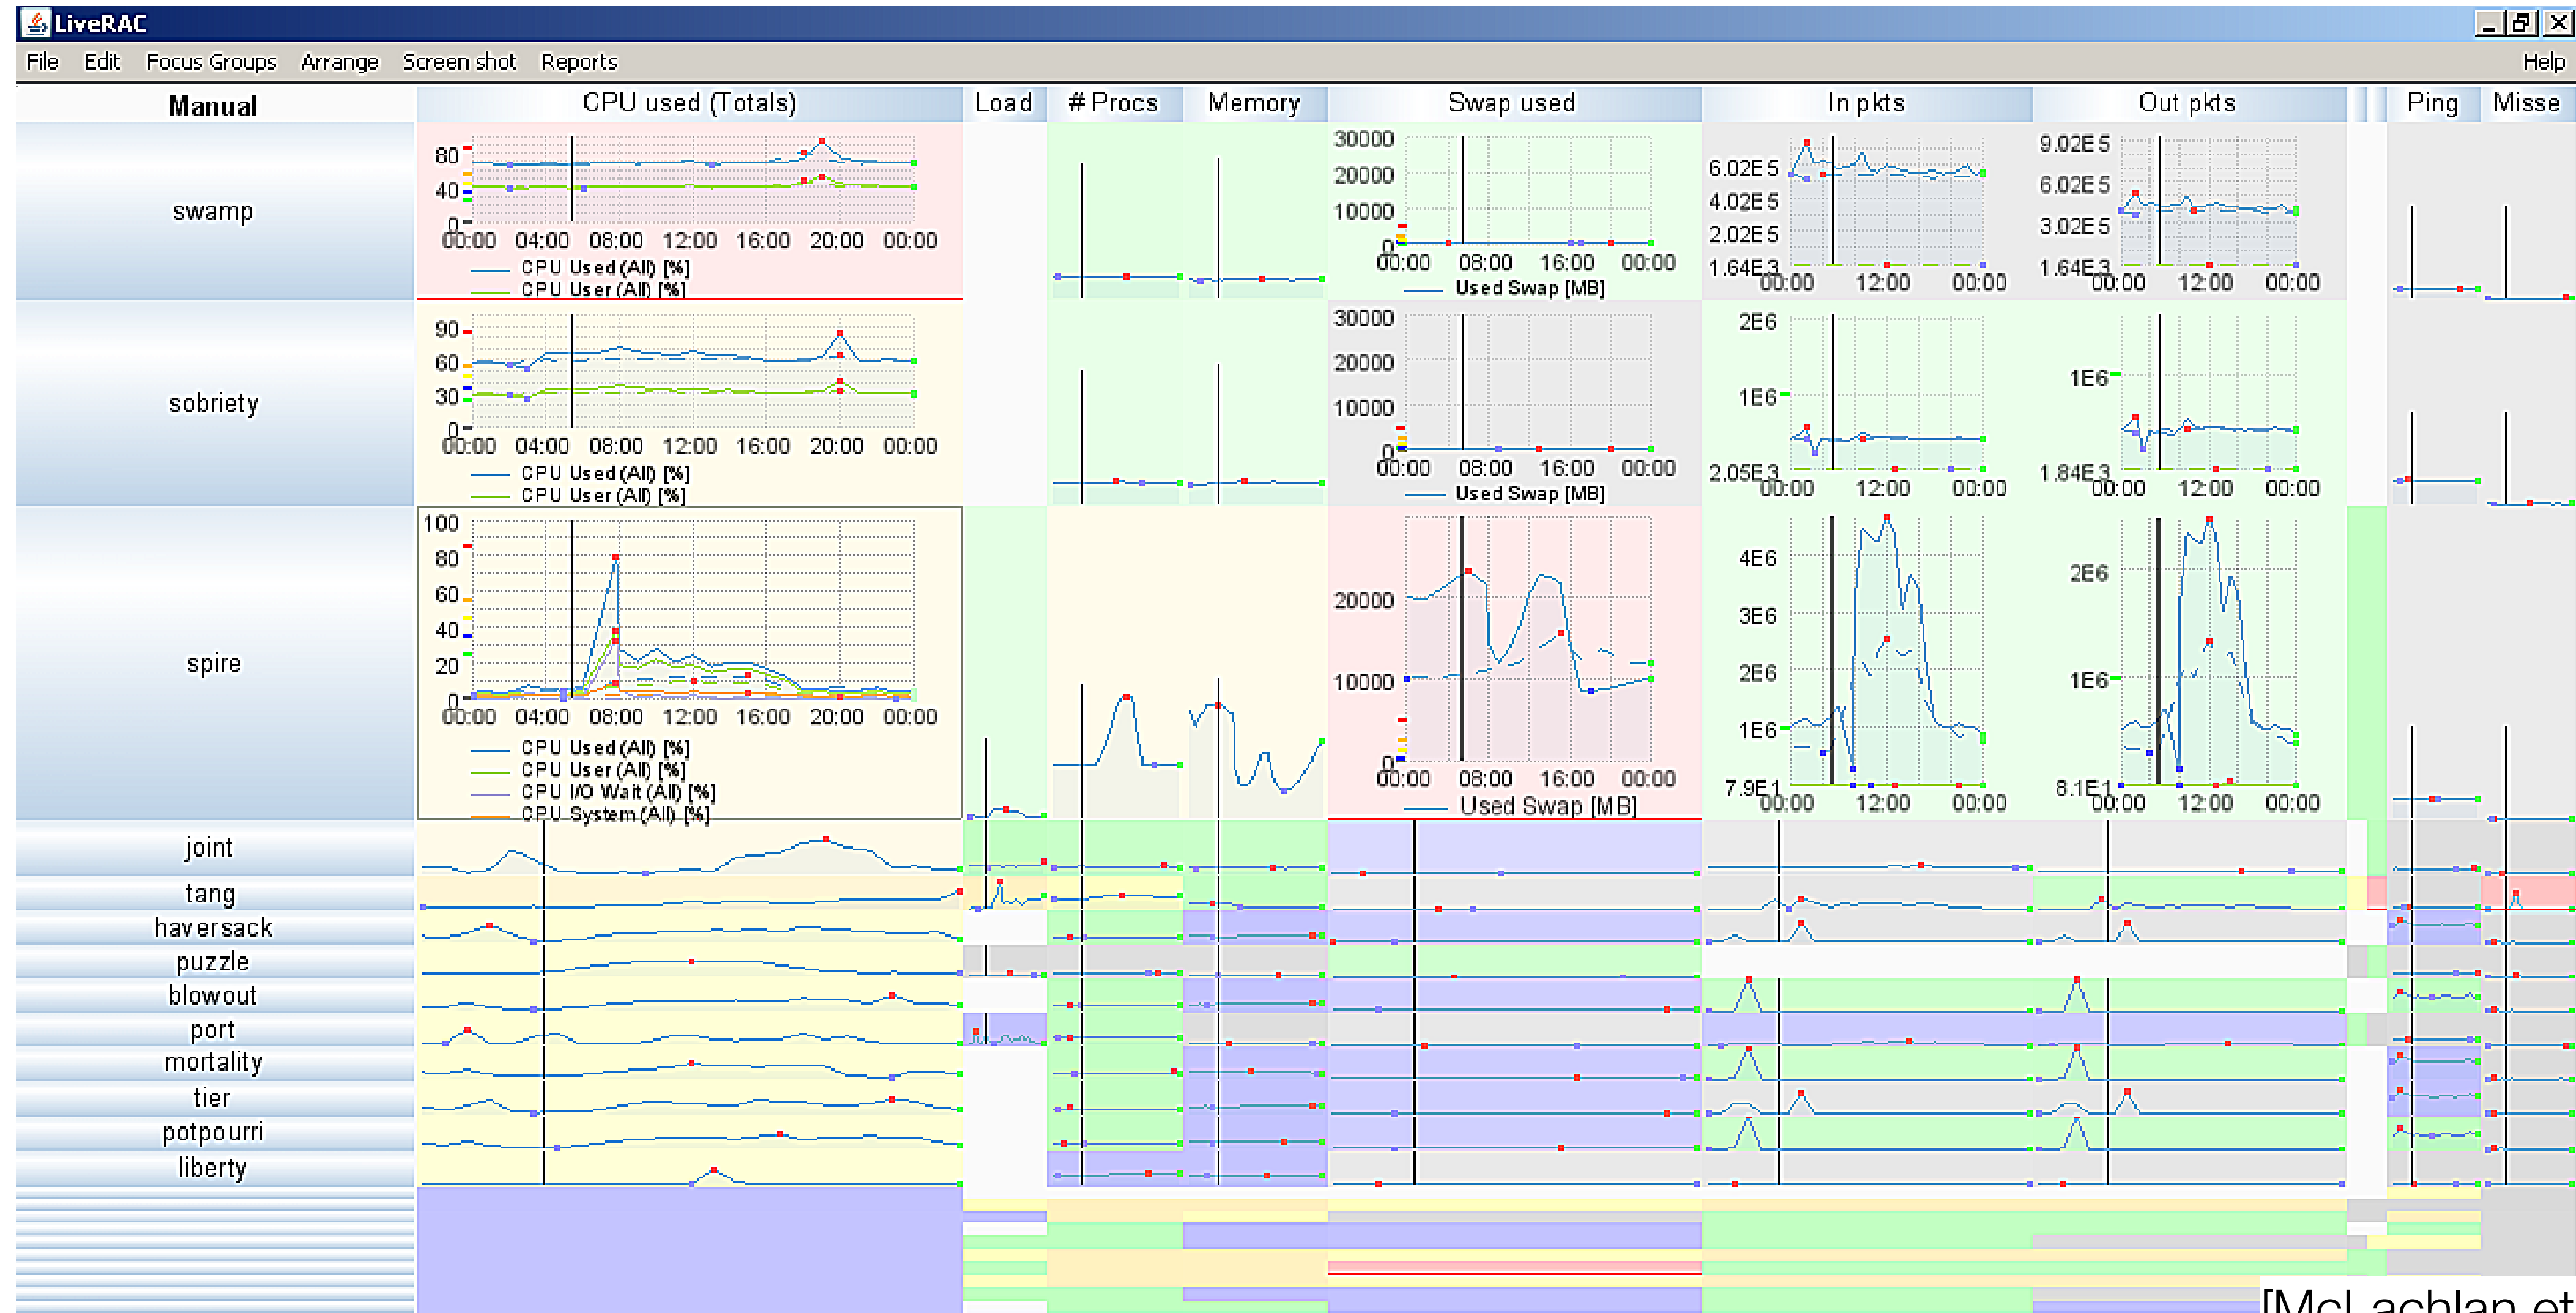 LiveRAC
File Edit Focus Groups Arrange Screen shot Reports Help
Manual CPU used (Totals) Load # Procs Memory Swap used In pkts Out pkts Ping Misse
swamp
80
40
0
00:00 04:00 08:00 12:00 16:00 20:00 00:00
CPU Used (All) [%]
CPU User (All) [%]
30000
20000
10000
0
00:00 08:00 16:00 00:00
Used Swap [MB]
6.02E5
4.02E5
2.02E5
1.64E3
00:00 12:00 00:00
9.02E5
6.02E5
3.02E5
1.64E3
00:00 12:00 00:00
sobriety
90
60
30
0
00:00 04:00 08:00 12:00 16:00 20:00 00:00
CPU Used (All) [%]
CPU User (All) [%]
30000
20000
10000
0
00:00 08:00 16:00 00:00
Used Swap [MB]
2E6
1E6
2.05E3
00:00 12:00 00:00
1E6
1.84E3
00:00 12:00 00:00
spire
100
80
60
40
20
0
00:00 04:00 08:00 12:00 16:00 20:00 00:00
CPU Used (All) [%]
CPU User (All) [%]
CPU I/O Wait (All) [%]
CPU System (All) [%]
20000
10000
0
00:00 08:00 16:00 00:00
Used Swap [MB]
4E6
3E6
2E6
1E6
7.9E1
00:00 12:00 00:00
2E6
1E6
8.1E1
00:00 12:00 00:00
joint
tang
haversack
puzzle
blowout
port
mortality
tier
potpourri
liberty
[McLachlan et